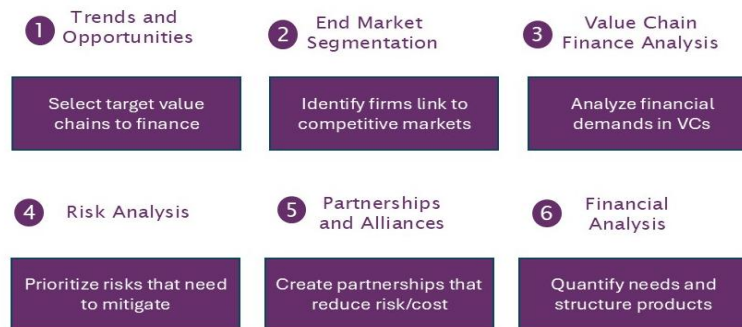 1 Trends and
Opportunities
Select target value
chains to finance
2 End Market
Segmentation
Identify firms link to
competitive markets
3 Value Chain
Finance Analysis
Analyze financial
demands in VCs
4 Risk Analysis
Prioritize risks that need
to mitigate
5 Partnerships
and Alliances
Create partnerships that
reduce risk/cost
6 Financial
Analysis
Quantify needs and
structure products